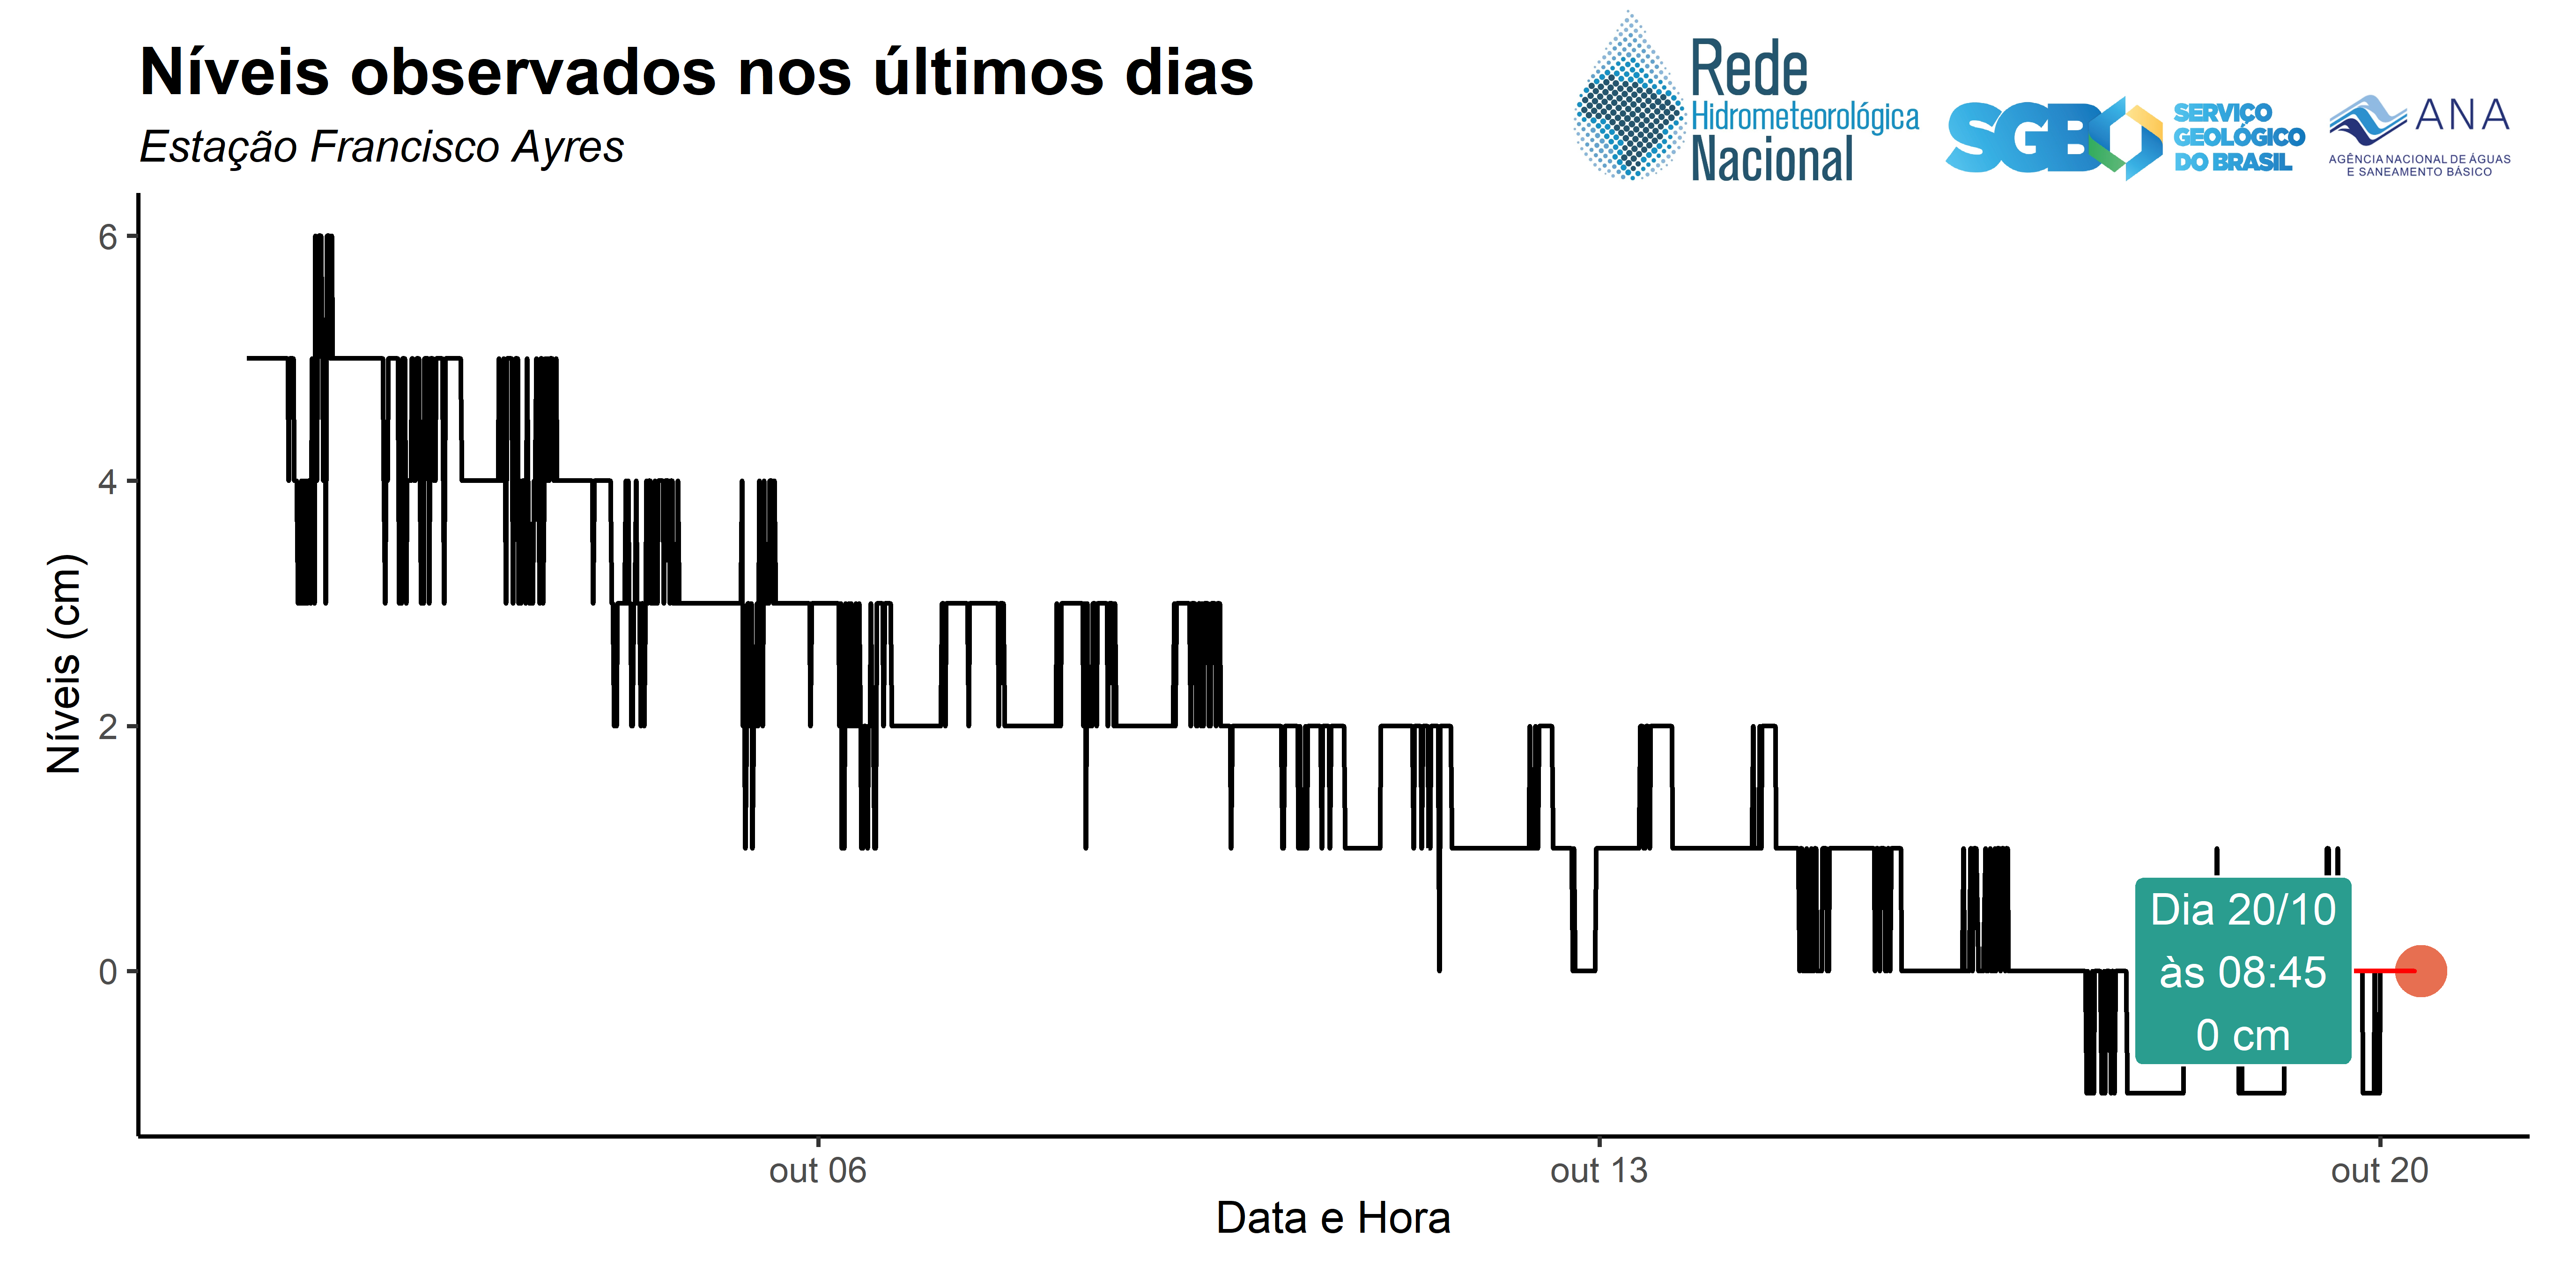 Níveis observados nos últimos dias
Estação Francisco Ayres
Rede
Hidrometeorológica
Nacional
SGB
SERVIÇO
GEOLÓGICO
DO BRASIL
ANA
AGÊNCIA NACIONAL DE ÁGUAS
E SANEAMENTO BÁSICO
Níveis (cm)
6
4
2
0
Dia 20/10
às 08:45
0 cm
out 06
out 13
out 20
Data e Hora